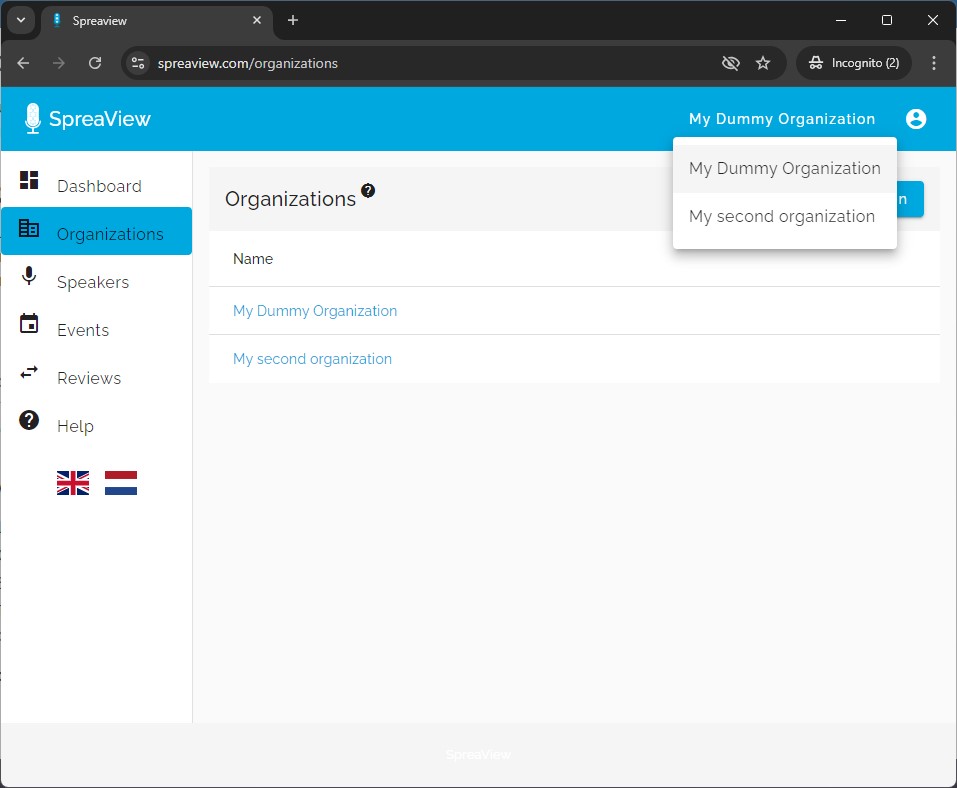 Spreaview
spreaview.com/organizations
Incognito (2)
SpreaView
My Dummy Organization
My Dummy Organization
My second organization
Dashboard
Organizations
Speakers
Events
Reviews
Help
Organizations ?
n
Name
My Dummy Organization
My second organization
SpreaView